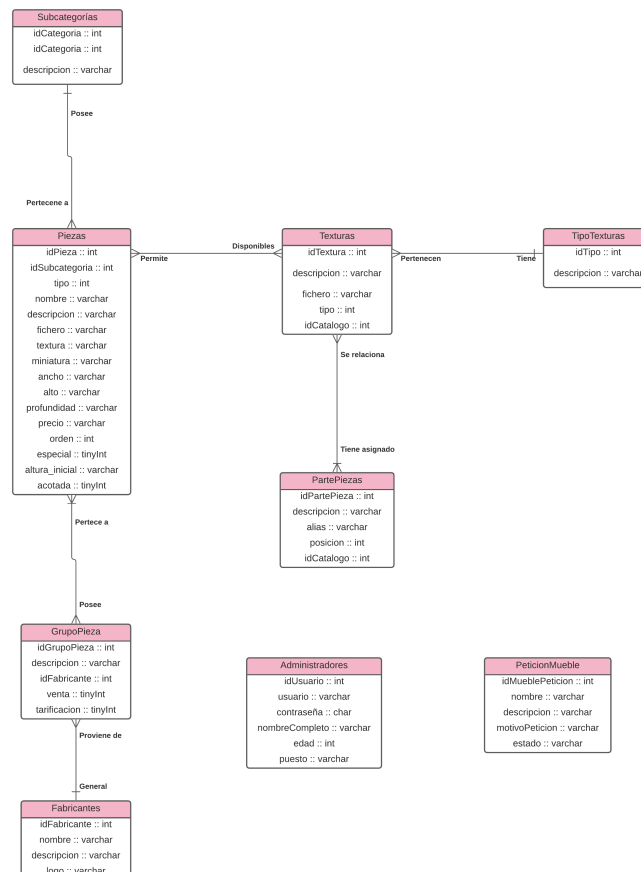 Subcategorías
idCategoria :: int
idCategoria :: int
descripcion :: varchar
Posee
Pertecene a
Piezas
idPieza :: int
idSubcategoria :: int
tipo :: int
nombre :: varchar
descripcion :: varchar
fichero :: varchar
textura :: varchar
miniatura :: varchar
ancho :: varchar
alto :: varchar
profundidad :: varchar
precio :: varchar
orden :: int
especial :: tinyInt
altura_inicial :: varchar
acotada :: tinyInt
Permite
Disponibles
Texturas
idTextura :: int
descripcion :: varchar
fichero :: varchar
tipo :: int
idCatalogo :: int
Pertenecen
Tiene
TipoTexturas
idTipo :: int
descripcion :: varchar
Se relaciona
Tiene asignado
PartePiezas
idPartePieza :: int
descripcion :: varchar
alias :: varchar
posicion :: int
idCatalogo :: int
Pertece a
Posee
GrupoPieza
idGrupoPieza :: int
descripcion :: varchar
idFabricante :: int
venta :: tinyInt
tarificacion :: tinyInt
Proviene de
General
Fabricantes
idFabricante :: int
nombre :: varchar
descripcion :: varchar
logo :: varchar
Administradores
idUsuario :: int
usuario :: varchar
contraseña :: char
nombreCompleto :: varchar
edad :: int
puesto :: varchar
PeticionMueble
idMueblePeticion :: int
nombre :: varchar
descripcion :: varchar
motivoPeticion :: varchar
estado :: varchar